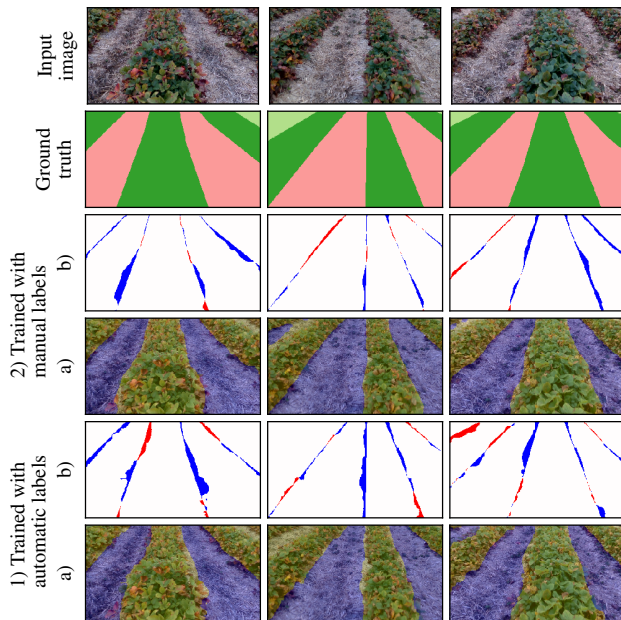 Input
image
Ground
truth
2) Trained with
manual labels
b)
a)
1) Trained with
automatic labels
b)
a)